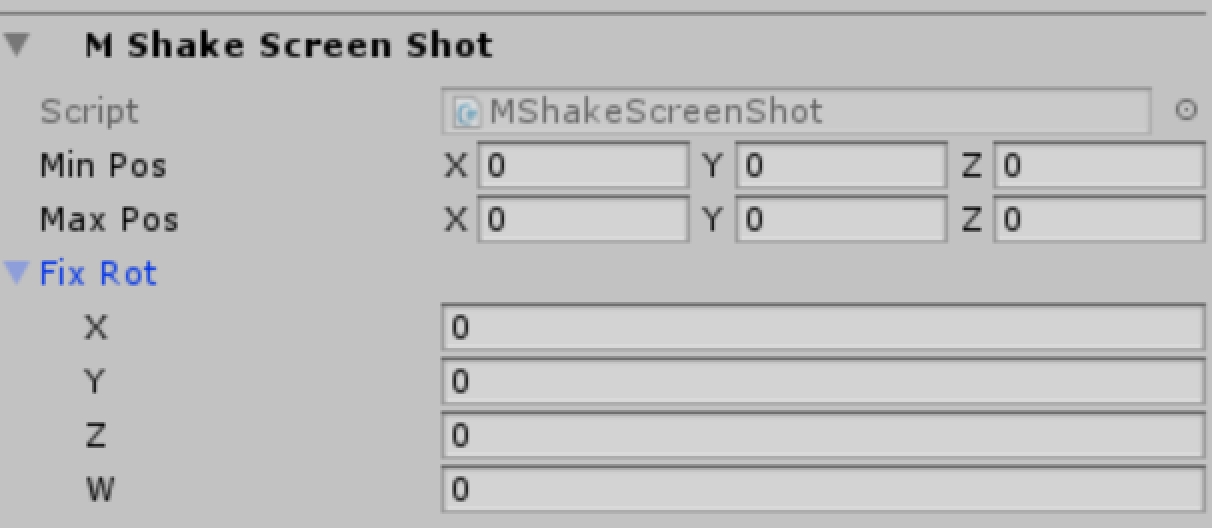 M Shake Screen Shot
Script MShakeScreenShot
Min Pos X 0 Y 0 Z 0
Max Pos X 0 Y 0 Z 0
Fix Rot
X 0
Y 0
Z 0
W 0